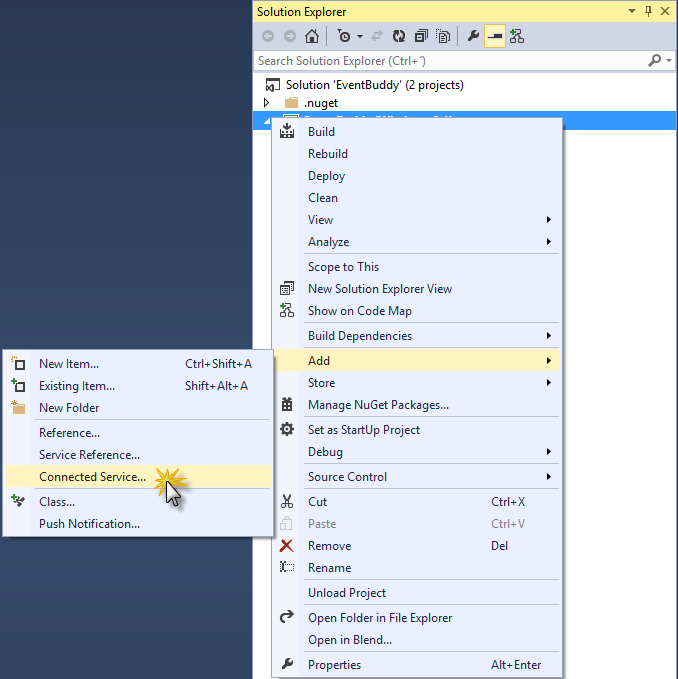 Solution Explorer
Search Solution Explorer (Ctrl+´)
Solution 'EventBuddy' (2 projects)
.nuget
Build
Rebuild
Deploy
Clean
View
Analyze
Scope to This
New Solution Explorer View
Show on Code Map
Build Dependencies
Add
Store
Manage NuGet Packages...
Set as StartUp Project
Debug
Source Control
Cut Ctrl+X
Paste Ctrl+V
Remove Del
Rename
Unload Project
Open Folder in File Explorer
Open in Blend...
Properties Alt+Enter
New Item... Ctrl+Shift+A
Existing Item... Shift+Alt+A
New Folder
Reference...
Service Reference...
Connected Service...
Class...
Push Notification...